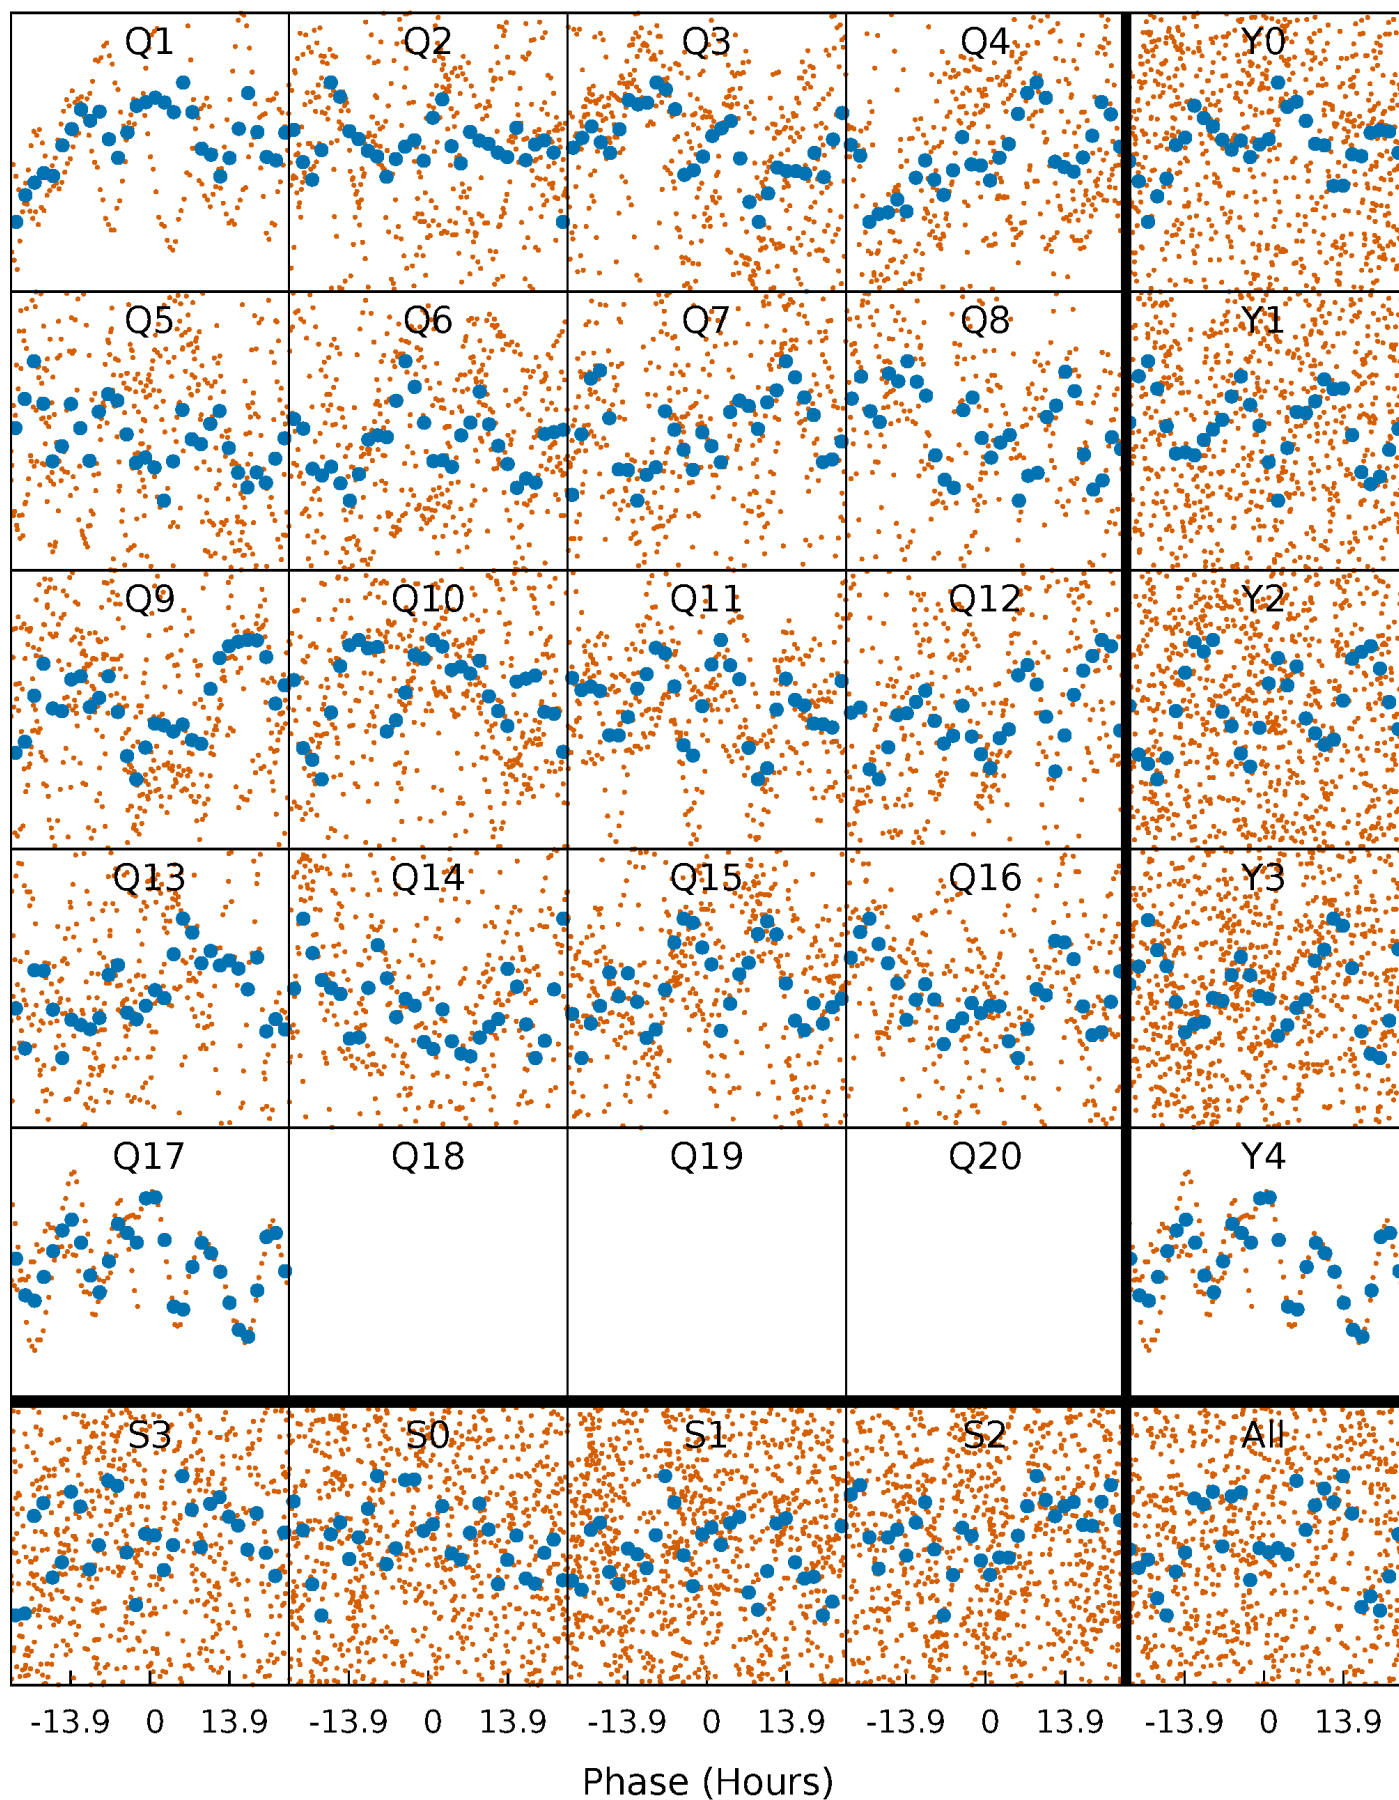 Q1 Q2 Q3 Q4 Y0
Q5 Q6 Q7 Q8 Y1
Q9 Q10 Q11 Q12 Y2
Q13 Q14 Q15 Q16 Y3
Q17 Q18 Q19 Q20 Y4
S3 S0 S1 S2 All
-13.9 0 13.9 -13.9 0 13.9 -13.9 0 13.9 -13.9 0 13.9 -13.9 0 13.9
Phase (Hours)